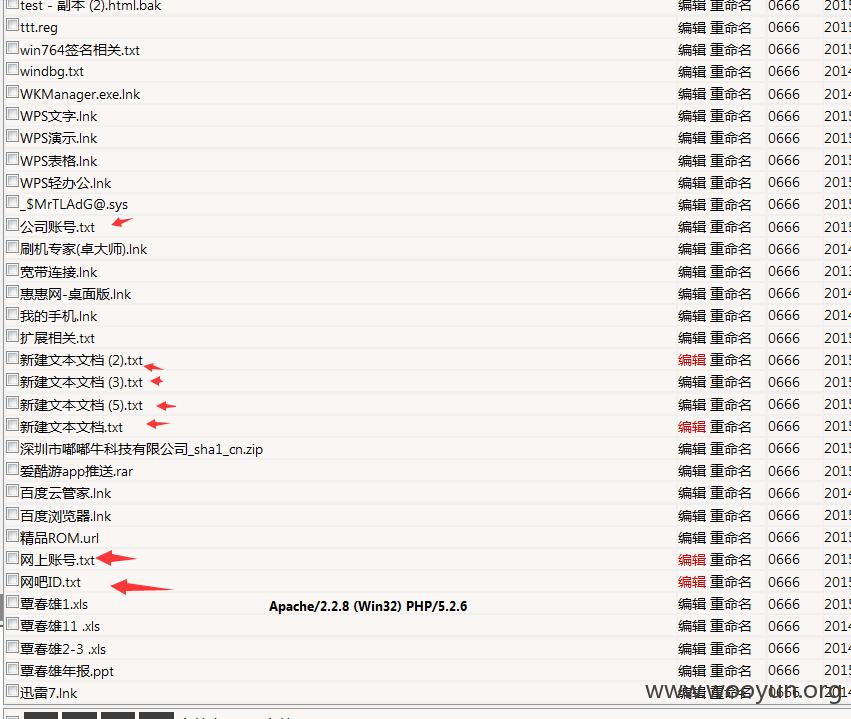 test - 副本 (2).html.bak 编辑 重命名 0666 2015
ttt.reg 编辑 重命名 0666 2015
win764签名相关.txt 编辑 重命名 0666 2015
windbg.txt 编辑 重命名 0666 2014
WKManager.exe.lnk 编辑 重命名 0666 2014
WPS文字.lnk 编辑 重命名 0666 2015
WPS演示.lnk 编辑 重命名 0666 2015
WPS表格.lnk 编辑 重命名 0666 2015
WPS轻办公.lnk 编辑 重命名 0666 2015
_$MrTLAdG@.sys 编辑 重命名 0666 2015
公司账号.txt 编辑 重命名 0666 2015
刷机专家(卓大师).lnk 编辑 重命名 0666 2014
宽带连接.lnk 编辑 重命名 0666 2013
惠惠网-桌面版.lnk 编辑 重命名 0666 2014
我的手机.lnk 编辑 重命名 0666 2014
扩展相关.txt 编辑 重命名 0666 2015
新建文本文档 (2).txt 编辑 重命名 0666 2015
新建文本文档 (3).txt 编辑 重命名 0666 2015
新建文本文档 (5).txt 编辑 重命名 0666 2015
新建文本文档.txt 编辑 重命名 0666 2015
深圳市嘟嘟牛科技有限公司_sha1_cn.zip 编辑 重命名 0666 2015
爱酷游app推送.rar 编辑 重命名 0666 2015
百度云管家.lnk 编辑 重命名 0666 2014
百度浏览器.lnk 编辑 重命名 0666 2015
精品ROM.url 编辑 重命名 0666 2014
网上账号.txt 编辑 重命名 0666 2015
网吧ID.txt 编辑 重命名 0666 2015
覃春雄1.xls 编辑 重命名 0666 2015
Apache/2.2.8 (Win32) PHP/5.2.6
覃春雄11 .xls 编辑 重命名 0666 2015
覃春雄2-3 .xls 编辑 重命名 0666 2015
覃春雄年报.ppt 编辑 重命名 0666 2015
迅雷7.lnk 编辑 重命名 0666 2014
www.wooyun.org